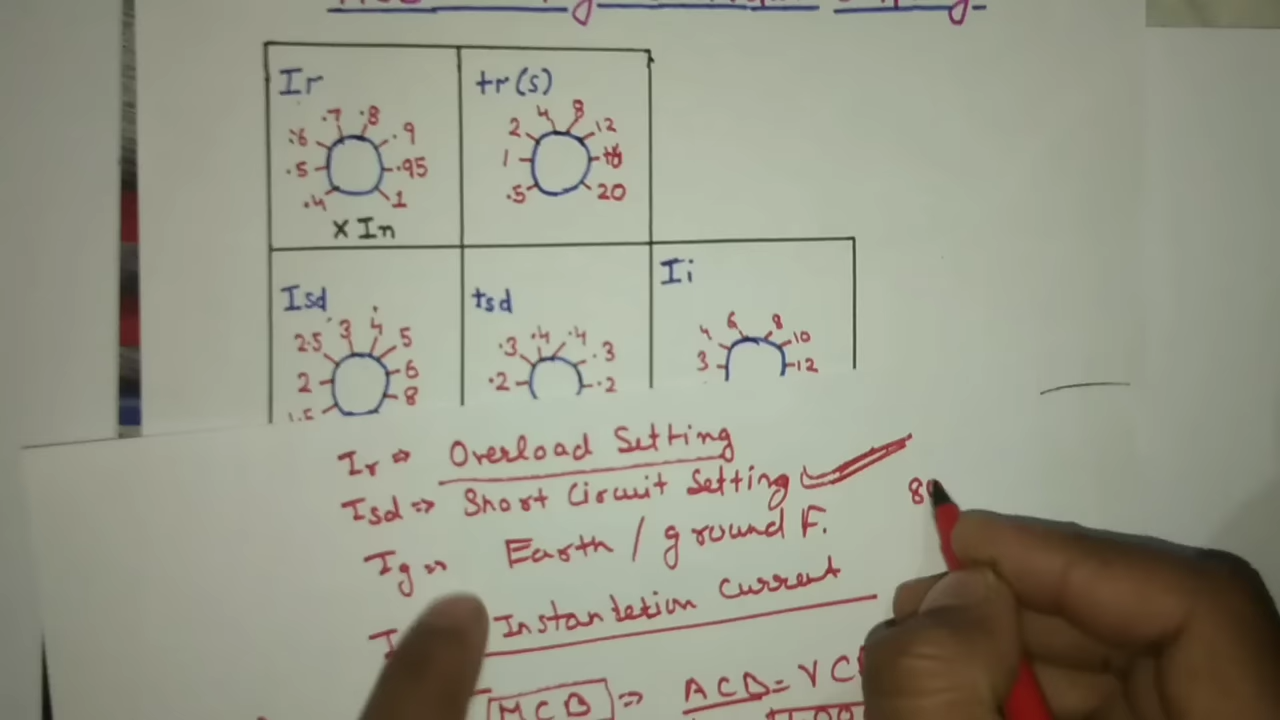 Ir
tr(s)
.7 .8
4 8
.6 .9
2 12
.5 .95
1
.4 1
.5 20
X In
Isd
tsd
Ii
2.5 3 4 5
.3 .4 .4 .3
4 6 8 10
2 6
.2 .2
3 12
1.5 8
Ir ⇒ Overload Setting
Isd ⇒ Short Circuit Setting
Ig ⇒ Earth / ground F.
Instantetion Current
MCB ⇒ ACB = VC